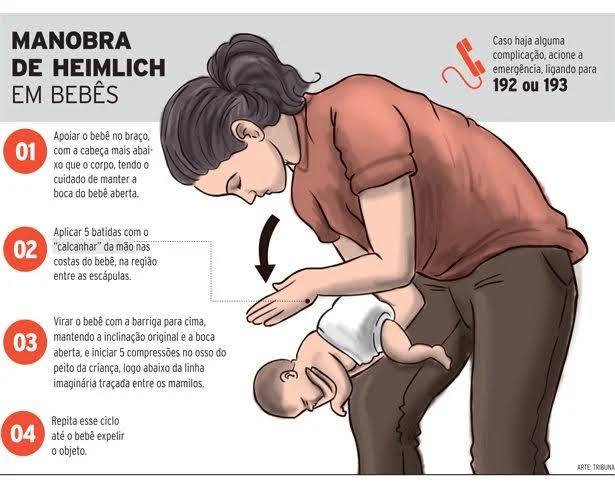 MANOBRA
DE HEIMLICH
EM BEBÊS
Caso haja alguma
complicação, acione a
emergência, ligando para
192 ou 193
01
Apoiar o bebê no braço,
com a cabeça mais abai-
xo que o corpo, tendo o
cuidado de manter a
boca do bebê aberta.
02
Aplicar 5 batidas com o
"calcanhar" da mão nas
costas do bebê, na região
entre as escápulas.
03
Virar o bebê com a barriga para cima,
mantendo a inclinação original e a boca
aberta, e iniciar 5 compressões no osso do
peito da criança, logo abaixo da linha
imaginária traçada entre os mamilos.
04
Repita esse ciclo
até o bebê expelir
o objeto.
ARTE: TRIBUNA